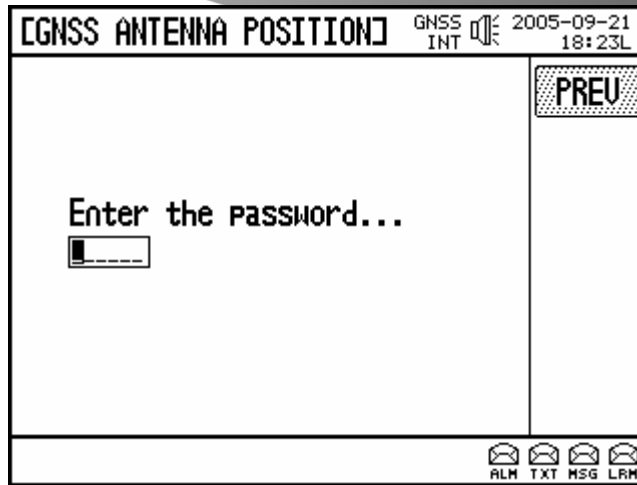 [GNSS ANTENNA POSITION]
GNSS
INT
2005-09-21
18:23L
PREV
Enter the password...
ALM TXT MSG LRM